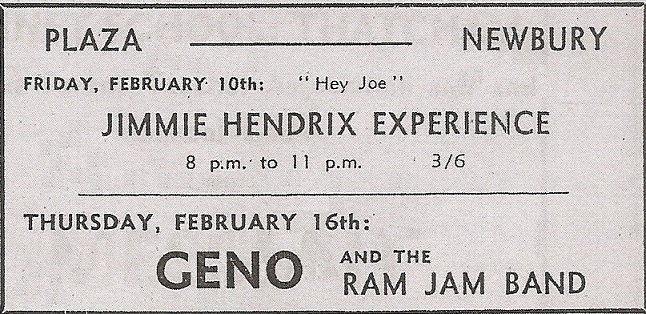 PLAZA ——— NEWBURY
FRIDAY, FEBRUARY 10th: "Hey Joe"
JIMMIE HENDRIX EXPERIENCE
8 p.m. to 11 p.m. 3/6
THURSDAY, FEBRUARY 16th:
GENO AND THE
RAM JAM BAND